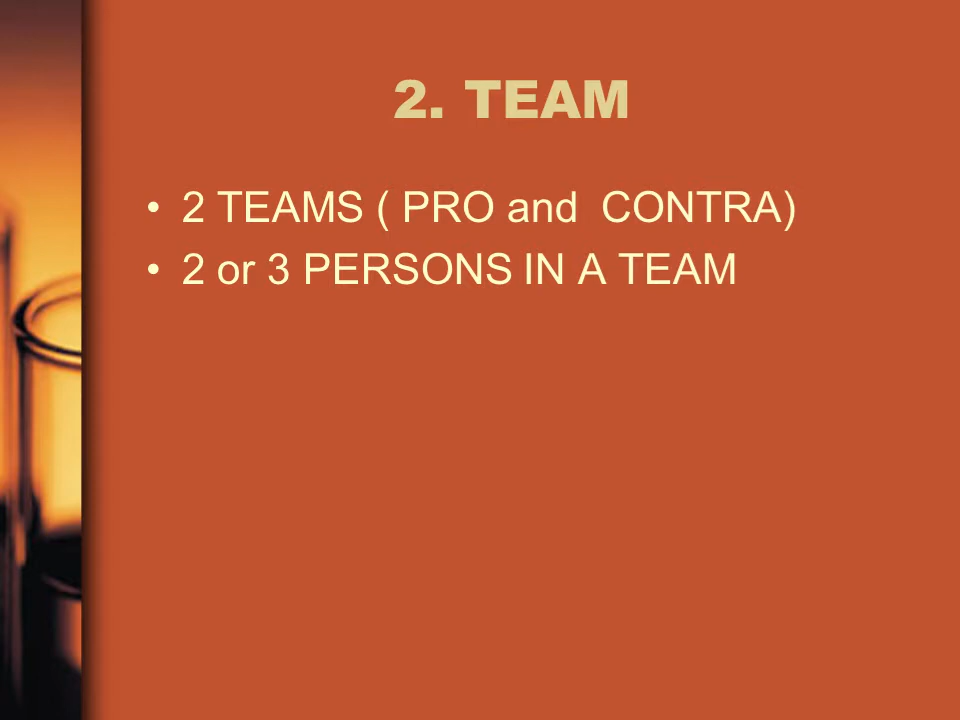 2. TEAM
• 2 TEAMS ( PRO and  CONTRA)
• 2 or 3 PERSONS IN A TEAM